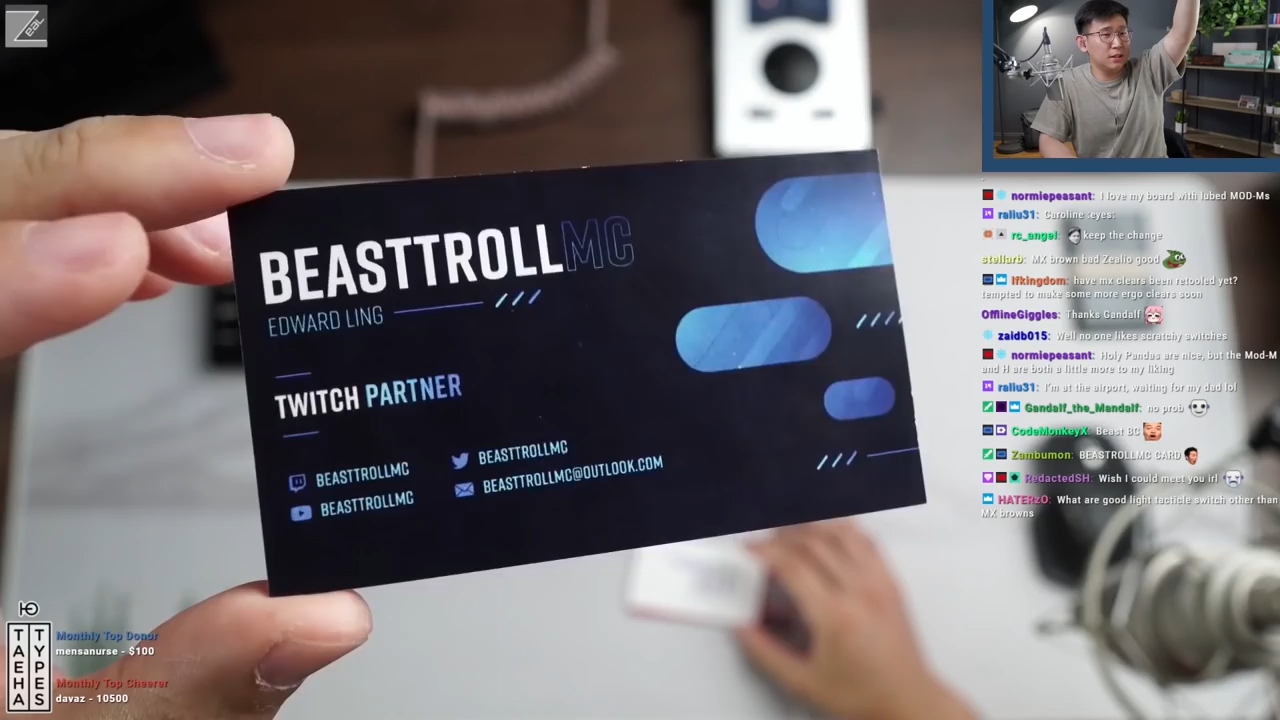 Zeal
BEASTTROLLMC
EDWARD LING
TWITCH PARTNER
BEASTTROLLMC
BEASTTROLLMC
BEASTTROLLMC
BEASTTROLLMC@OUTLOOK.COM
normiepeasant: I love my board with lubed MOD-Ms
raliu31: Caroline :eyes:
rc_angel: keep the change
stellarb: MX brown bad Zealio good
lfkingdom: have mx clears been retooled yet?
tempted to make some more ergo clears soon
OfflineGiggles: Thanks Gandalf
zaidb015: Well no one likes scratchy switches
normiepeasant: Holy Pandas are nice, but the Mod-M
and H are both a little more to my liking
raliu31: I'm at the airport, waiting for my dad lol
Gandalf_the_Mandalf: no prob
CodeMonkeyX: Beast BC
Zambumon: BEASTROLLMC CARD
RedactedSH: Wish I could meet you irl
HATERzO: What are good light tacticle switch other than
MX browns
TAEHA
TYPES
Monthly Top Donor
mensanurse - $100
Monthly Top Cheerer
davaz - 10500